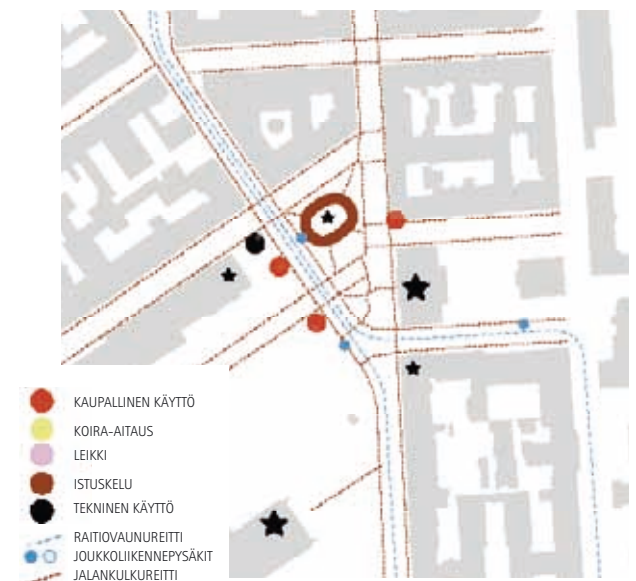 KAUPALLINEN KÄYTTÖ
KOIRA-AITAUS
LEIKKI
ISTUSKELU
TEKNINEN KÄYTTÖ
RAITIOVAUNUREITTI
JOUKKOLIIKENNEPYSÄKIT
JALANKULKUREITTI